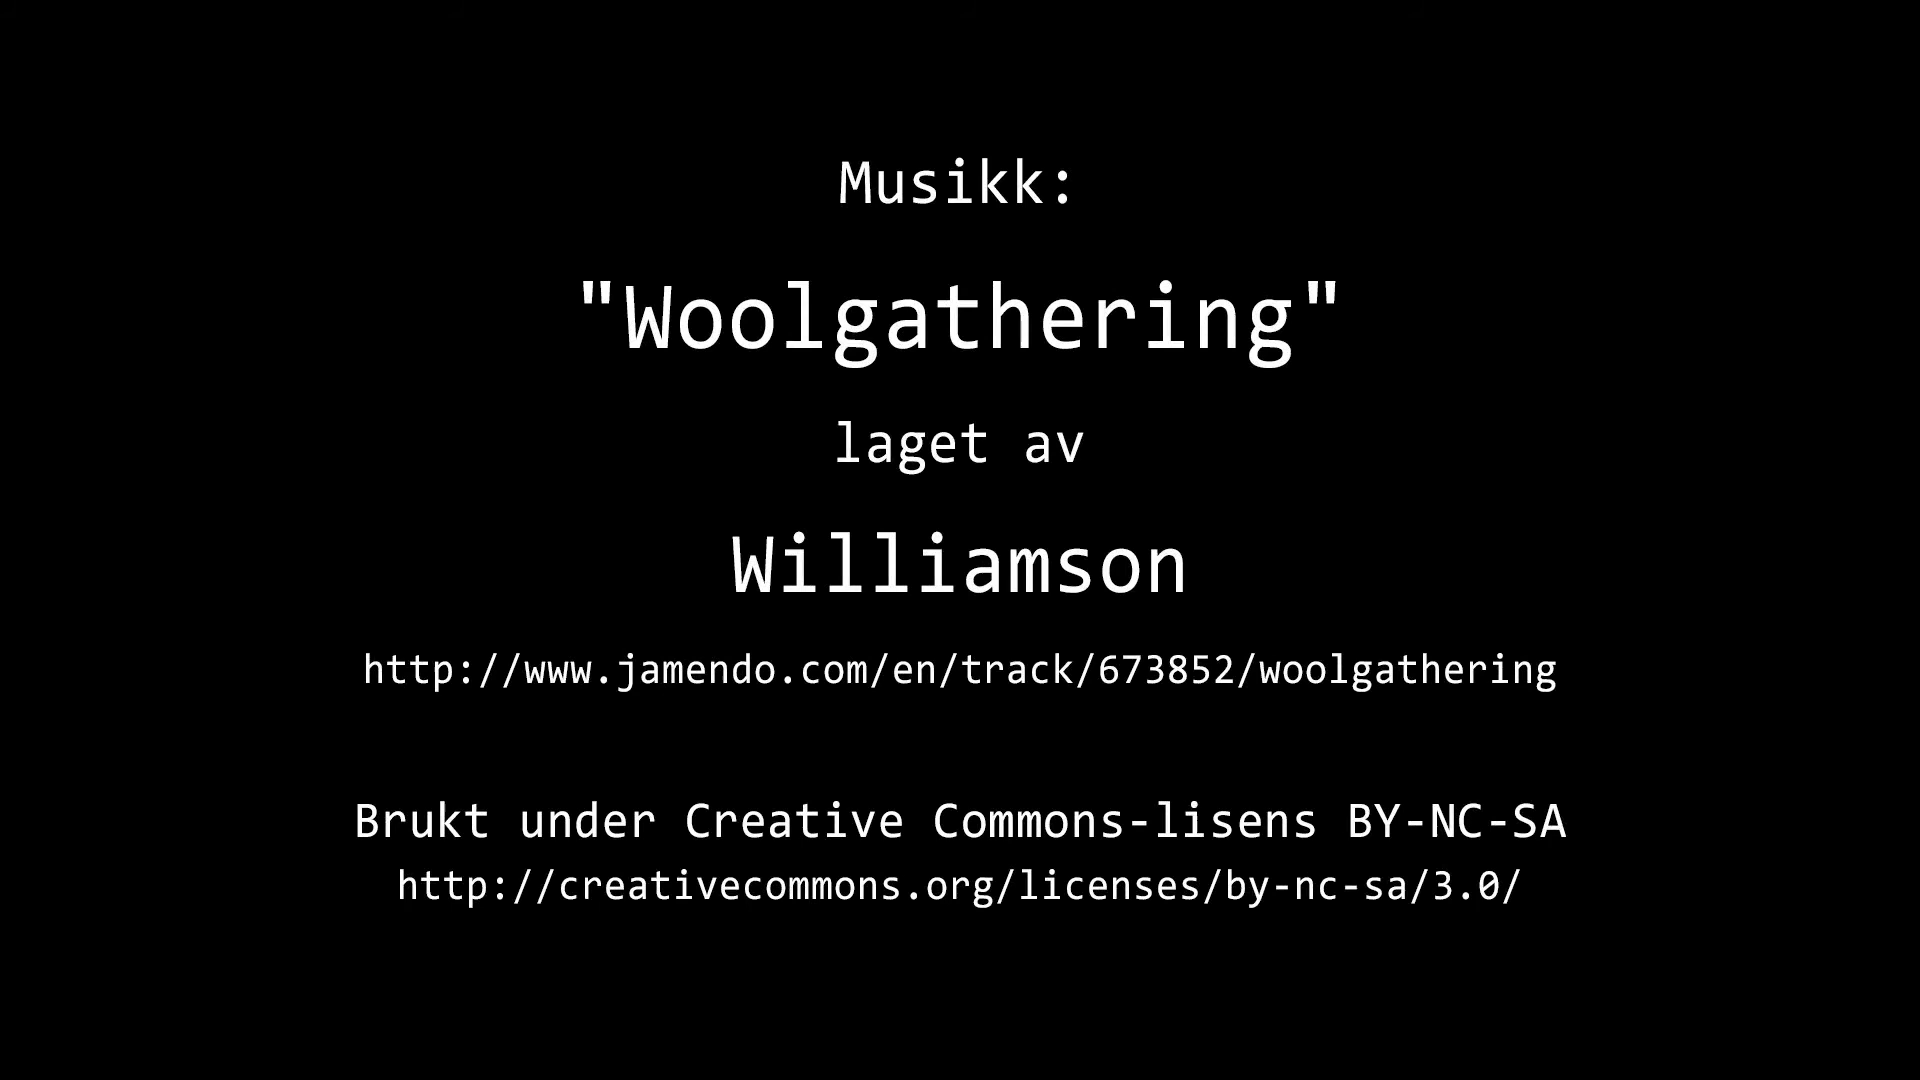 Musikk:
"Woolgathering"
laget av
Williamson
http://www.jamendo.com/en/track/673852/woolgathering
Brukt under Creative Commons-lisens BY-NC-SA
http://creativecommons.org/licenses/by-nc-sa/3.0/